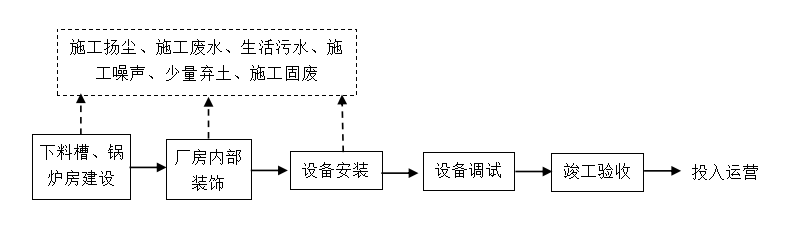 施工扬尘、施工废水、生活污水、施
工噪声、少量弃土、施工固废
下料槽、锅
炉房建设
厂房内部
装饰
设备安装
设备调试
竣工验收
投入运营